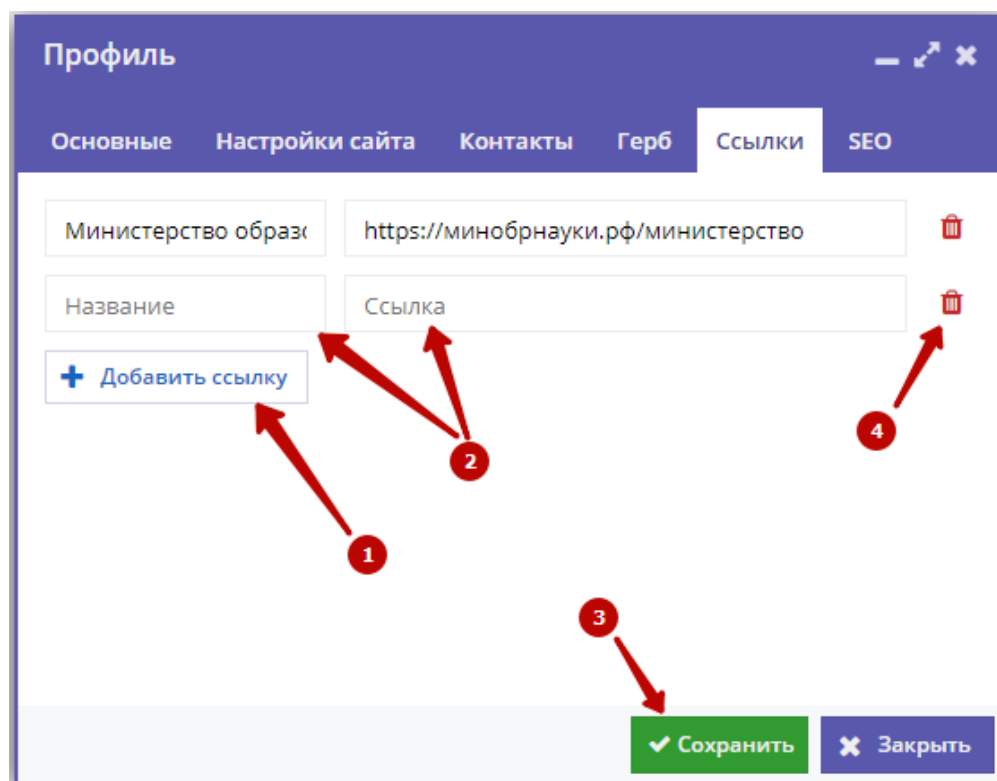 Профиль
Основные Настройки сайта Контакты Герб Ссылки SEO
Министерство образо https://минобрнауки.рф/министерство
Название Ссылка
Добавить ссылку
4
2
1
3
Сохранить Закрыть